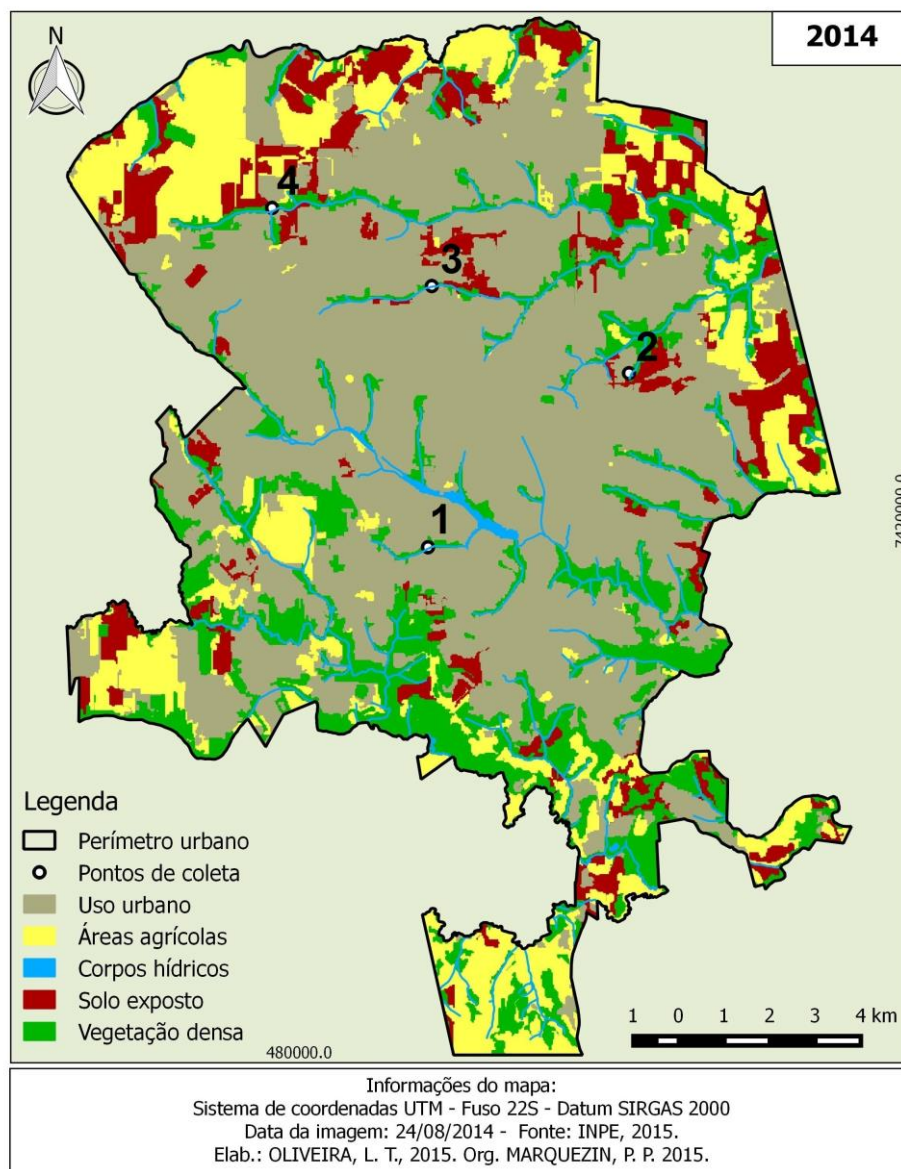 2014
N
4
3
2
1
7420000.0
Legenda
Perímetro urbano
Pontos de coleta
Uso urbano
Áreas agrícolas
Corpos hídricos
Solo exposto
Vegetação densa
1 0 1 2 3 4 km
480000.0
Informações do mapa:
Sistema de coordenadas UTM - Fuso 22S - Datum SIRGAS 2000
Data da imagem: 24/08/2014 - Fonte: INPE, 2015.
Elab.: OLIVEIRA, L. T., 2015. Org. MARQUEZIN, P. P. 2015.